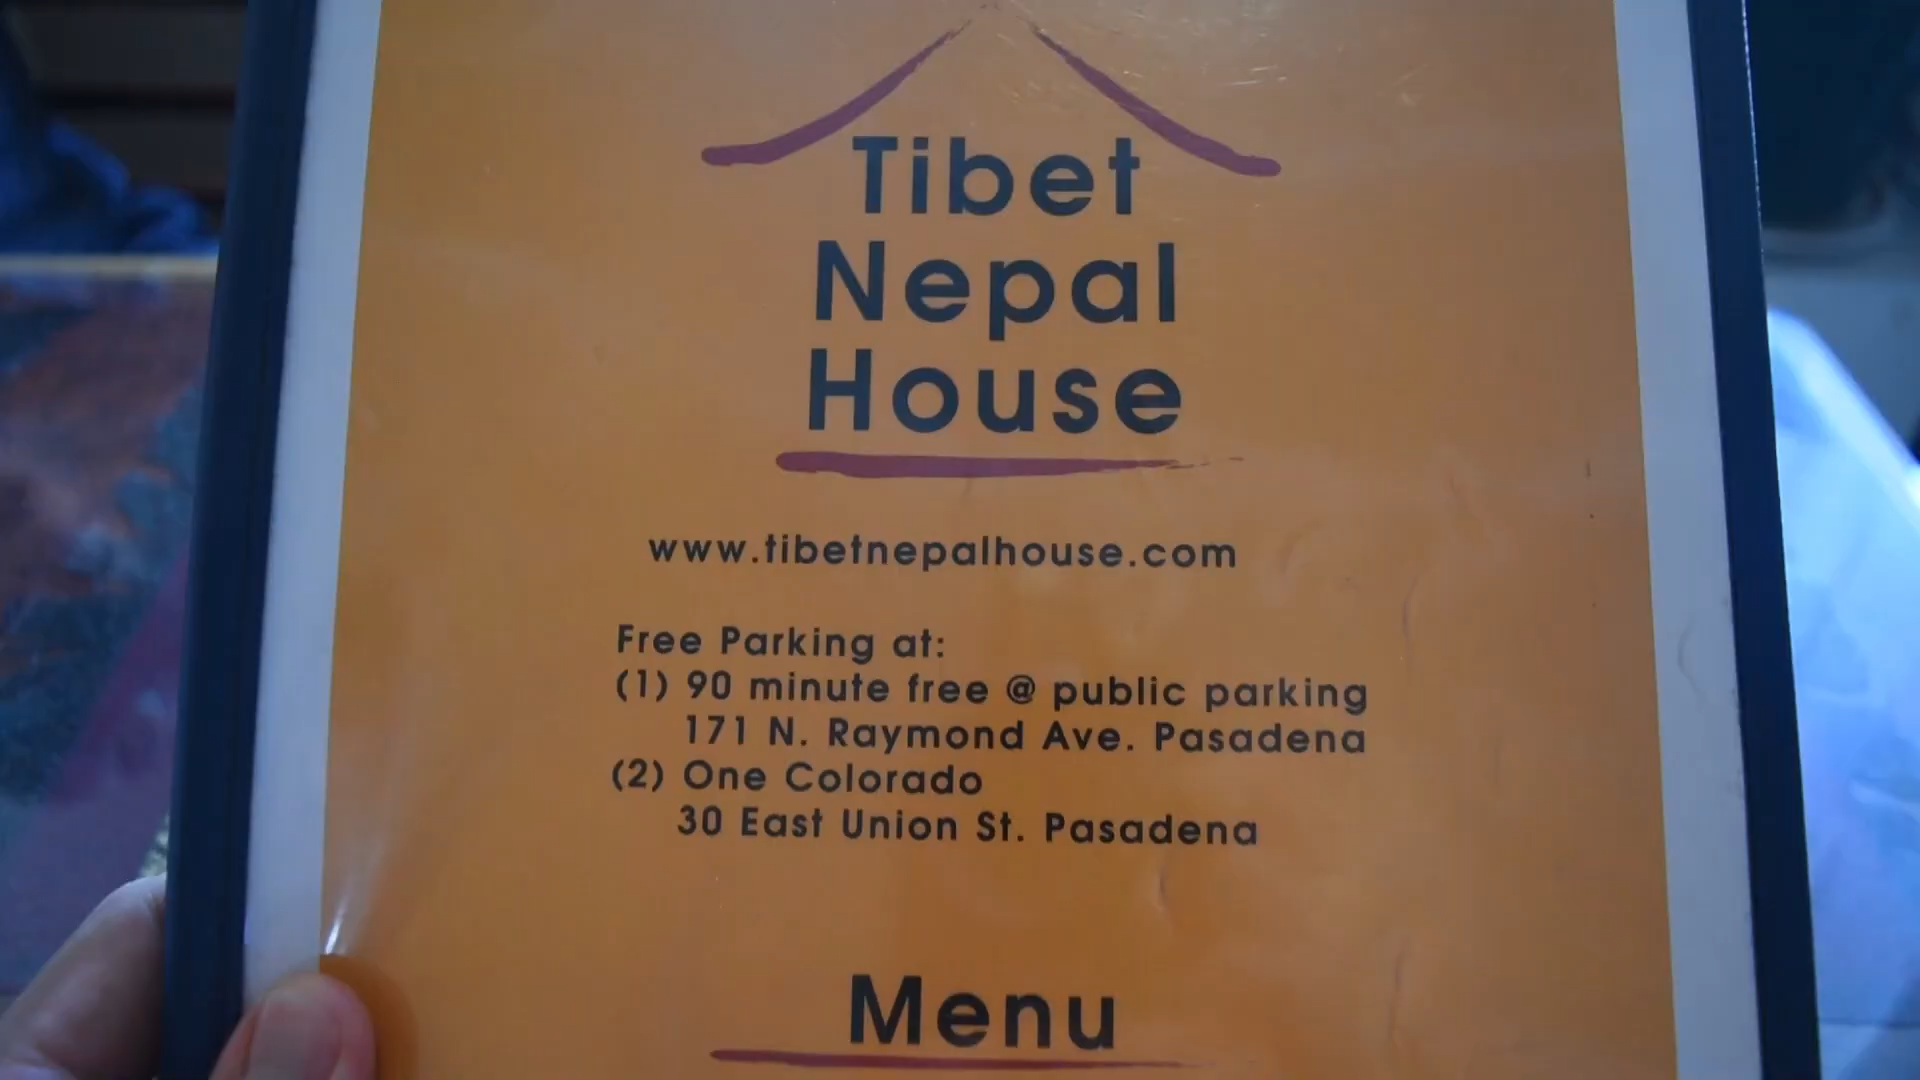 Tibet
Nepal
House
www.tibetnepalhouse.com
Free Parking at:
(1) 90 minute free @ public parking
171 N. Raymond Ave. Pasadena
(2) One Colorado
30 East Union St. Pasadena
Menu